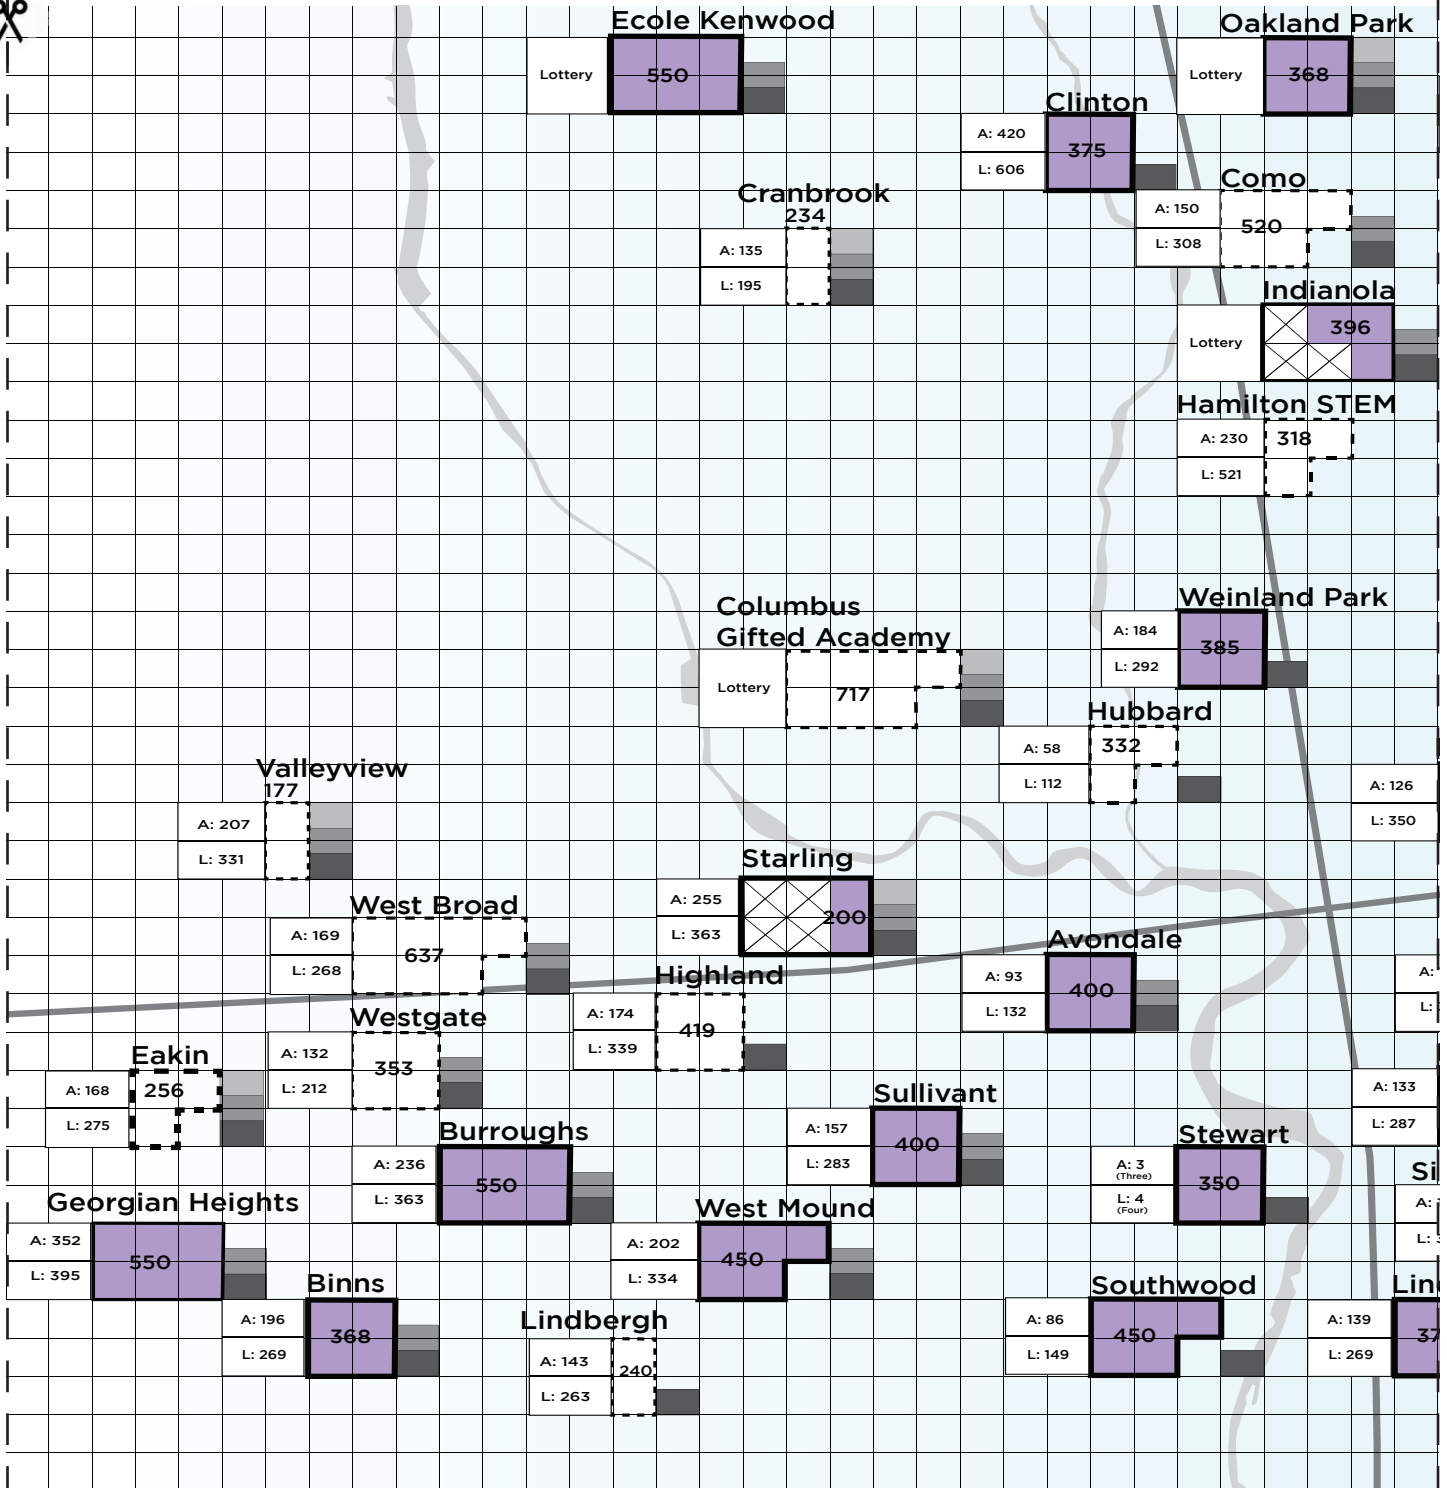 Ecole Kenwood
Lottery
550
Oakland Park
Lottery
368
Clinton
A: 420
L: 606
375
Cranbrook
234
A: 135
L: 195
Como
A: 150
L: 308
520
Indianola
Lottery
396
Hamilton STEM
A: 230
L: 521
318
Columbus
Gifted Academy
Lottery
717
Weinland Park
A: 184
L: 292
385
Hubbard
A: 58
L: 112
332
Valleyview
177
A: 207
L: 331
A: 126
L: 350
Starling
A: 255
L: 363
200
West Broad
A: 169
L: 268
637
Avondale
A: 93
L: 132
400
Highland
A: 174
L: 339
419
A:
L:
Westgate
A: 132
L: 212
353
Eakin
A: 168
L: 275
256
A: 133
L: 287
Sullivant
A: 157
L: 283
400
Burroughs
A: 236
L: 363
550
Stewart
A: 3
(Three)
L: 4
(Four)
350
Si
A:
L:
Georgian Heights
A: 352
L: 395
550
West Mound
A: 202
L: 334
450
Binns
A: 196
L: 269
368
Southwood
A: 86
L: 149
450
Lin
A: 139
L: 269
37
Lindbergh
A: 143
L: 263
240